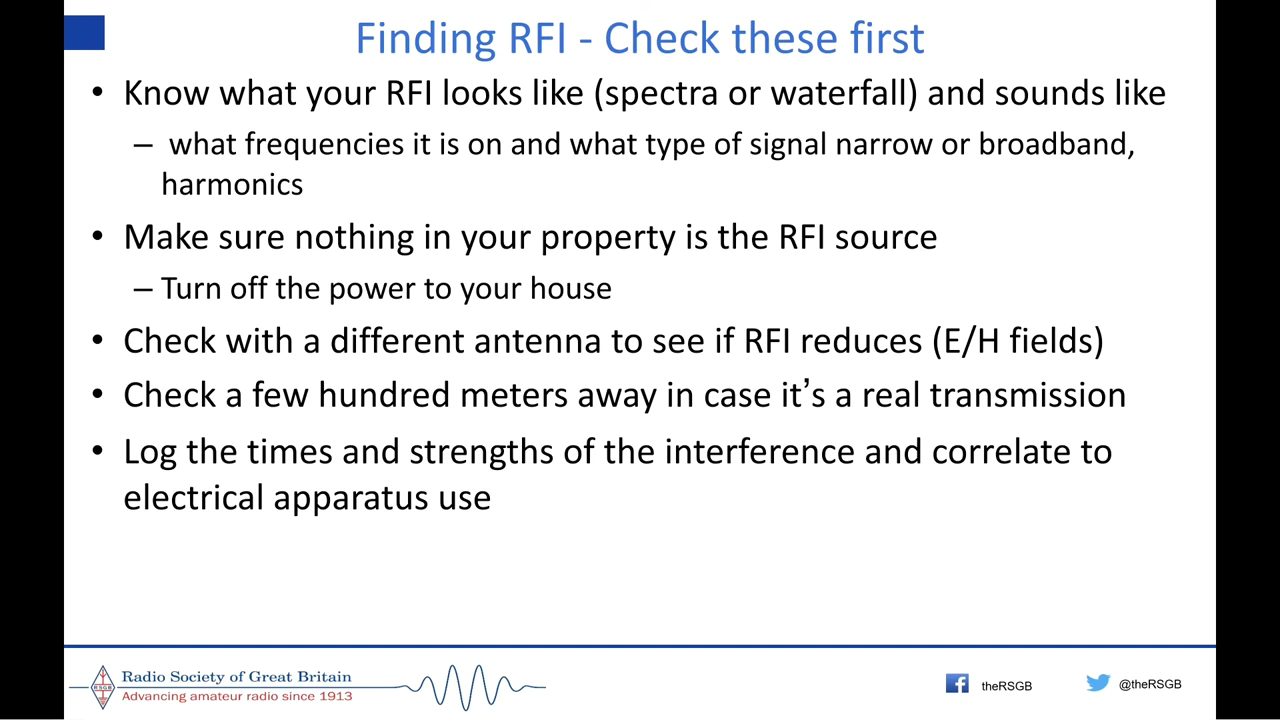 Finding RFI - Check these first
• Know what your RFI looks like (spectra or waterfall) and sounds like
– what frequencies it is on and what type of signal narrow or broadband,
harmonics
• Make sure nothing in your property is the RFI source
– Turn off the power to your house
• Check with a different antenna to see if RFI reduces (E/H fields)
• Check a few hundred meters away in case it’s a real transmission
• Log the times and strengths of the interference and correlate to
electrical apparatus use
RSGB
Radio Society of Great Britain
Advancing amateur radio since 1913
theRSGB
@theRSGB